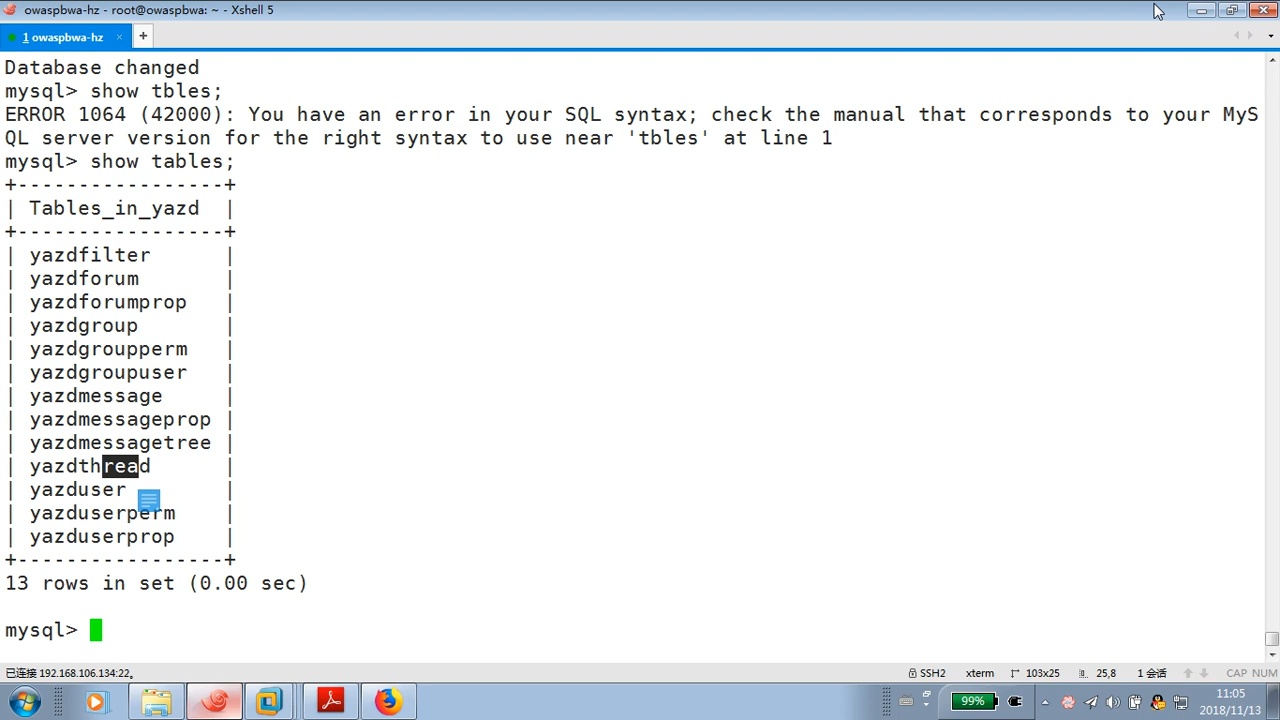 owaspbwa-hz - root@owaspbwa: ~ - Xshell 5
1 owaspbwa-hz × +
Database changed
mysql> show tbles;
ERROR 1064 (42000): You have an error in your SQL syntax; check the manual that corresponds to your MyS
QL server version for the right syntax to use near 'tbles' at line 1
mysql> show tables;
+----------------+
| Tables_in_yazd |
+----------------+
| yazdfilter |
| yazdforum |
| yazdforumprop |
| yazdgroup |
| yazdgroupperm |
| yazdgroupuser |
| yazdmessage |
| yazdmessageprop |
| yazdmessagetree |
| yazdthread |
| yazduser |
| yazduserperm |
| yazduserprop |
+----------------+
13 rows in set (0.00 sec)
mysql>
已连接 192.168.106.134:22。 SSH2 xterm 103x25 25,8 1 会话 CAP NUM
99% 11:05
2018/11/13